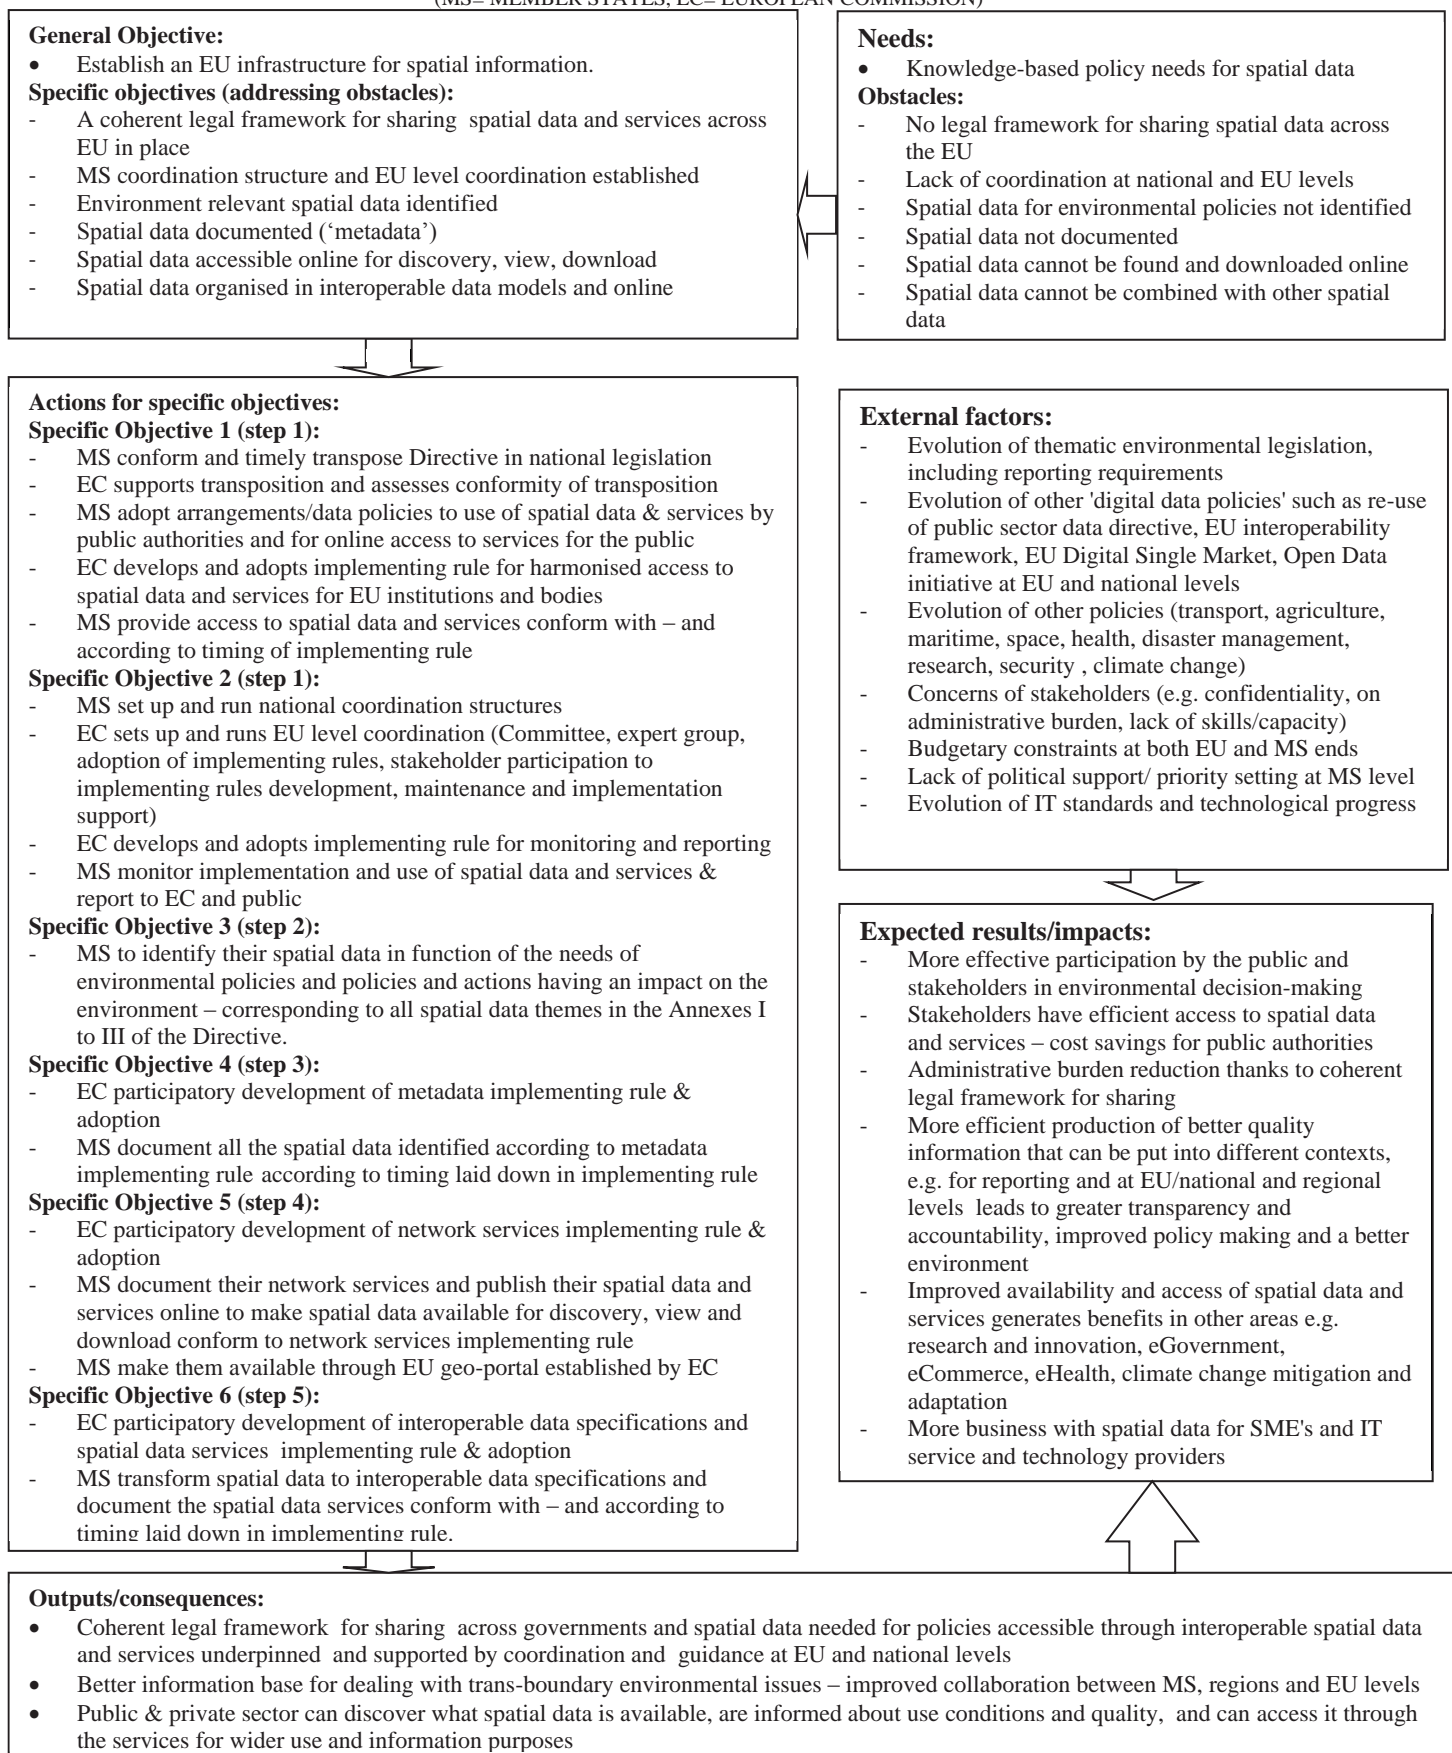 (MS= MEMBER STATES, EC= EUROPEAN COMMISSION)
General Objective:
• Establish an EU infrastructure for spatial information.
Specific objectives (addressing obstacles):
- A coherent legal framework for sharing spatial data and services across
EU in place
- MS coordination structure and EU level coordination established
- Environment relevant spatial data identified
- Spatial data documented (‘metadata’)
- Spatial data accessible online for discovery, view, download
- Spatial data organised in interoperable data models and online
Needs:
• Knowledge-based policy needs for spatial data
Obstacles:
- No legal framework for sharing spatial data across
the EU
- Lack of coordination at national and EU levels
- Spatial data for environmental policies not identified
- Spatial data not documented
- Spatial data cannot be found and downloaded online
- Spatial data cannot be combined with other spatial
data
Actions for specific objectives:
Specific Objective 1 (step 1):
- MS conform and timely transpose Directive in national legislation
- EC supports transposition and assesses conformity of transposition
- MS adopt arrangements/data policies to use of spatial data & services by
public authorities and for online access to services for the public
- EC develops and adopts implementing rule for harmonised access to
spatial data and services for EU institutions and bodies
- MS provide access to spatial data and services conform with – and
according to timing of implementing rule
Specific Objective 2 (step 1):
- MS set up and run national coordination structures
- EC sets up and runs EU level coordination (Committee, expert group,
adoption of implementing rules, stakeholder participation to
implementing rules development, maintenance and implementation
support)
- EC develops and adopts implementing rule for monitoring and reporting
- MS monitor implementation and use of spatial data and services &
report to EC and public
Specific Objective 3 (step 2):
- MS to identify their spatial data in function of the needs of
environmental policies and policies and actions having an impact on the
environment – corresponding to all spatial data themes in the Annexes I
to III of the Directive.
Specific Objective 4 (step 3):
- EC participatory development of metadata implementing rule &
adoption
- MS document all the spatial data identified according to metadata
implementing rule according to timing laid down in implementing rule
Specific Objective 5 (step 4):
- EC participatory development of network services implementing rule &
adoption
- MS document their network services and publish their spatial data and
services online to make spatial data available for discovery, view and
download conform to network services implementing rule
- MS make them available through EU geo-portal established by EC
Specific Objective 6 (step 5):
- EC participatory development of interoperable data specifications and
spatial data services implementing rule & adoption
- MS transform spatial data to interoperable data specifications and
document the spatial data services conform with – and according to
timing laid down in implementing rule.
External factors:
- Evolution of thematic environmental legislation,
including reporting requirements
- Evolution of other 'digital data policies' such as re-use
of public sector data directive, EU interoperability
framework, EU Digital Single Market, Open Data
initiative at EU and national levels
- Evolution of other policies (transport, agriculture,
maritime, space, health, disaster management,
research, security , climate change)
- Concerns of stakeholders (e.g. confidentiality, on
administrative burden, lack of skills/capacity)
- Budgetary constraints at both EU and MS ends
- Lack of political support/ priority setting at MS level
- Evolution of IT standards and technological progress
Expected results/impacts:
- More effective participation by the public and
stakeholders in environmental decision-making
- Stakeholders have efficient access to spatial data
and services – cost savings for public authorities
- Administrative burden reduction thanks to coherent
legal framework for sharing
- More efficient production of better quality
information that can be put into different contexts,
e.g. for reporting and at EU/national and regional
levels leads to greater transparency and
accountability, improved policy making and a better
environment
- Improved availability and access of spatial data and
services generates benefits in other areas e.g.
research and innovation, eGovernment,
eCommerce, eHealth, climate change mitigation and
adaptation
- More business with spatial data for SME's and IT
service and technology providers
Outputs/consequences:
• Coherent legal framework for sharing across governments and spatial data needed for policies accessible through interoperable spatial data
and services underpinned and supported by coordination and guidance at EU and national levels
• Better information base for dealing with trans-boundary environmental issues – improved collaboration between MS, regions and EU levels
• Public & private sector can discover what spatial data is available, are informed about use conditions and quality, and can access it through
the services for wider use and information purposes